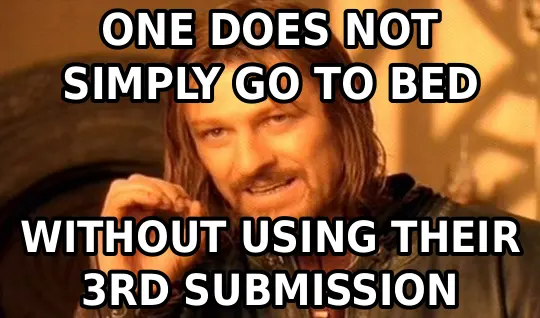 ONE DOES NOT
SIMPLY GO TO BED
WITHOUT USING THEIR
3RD SUBMISSION